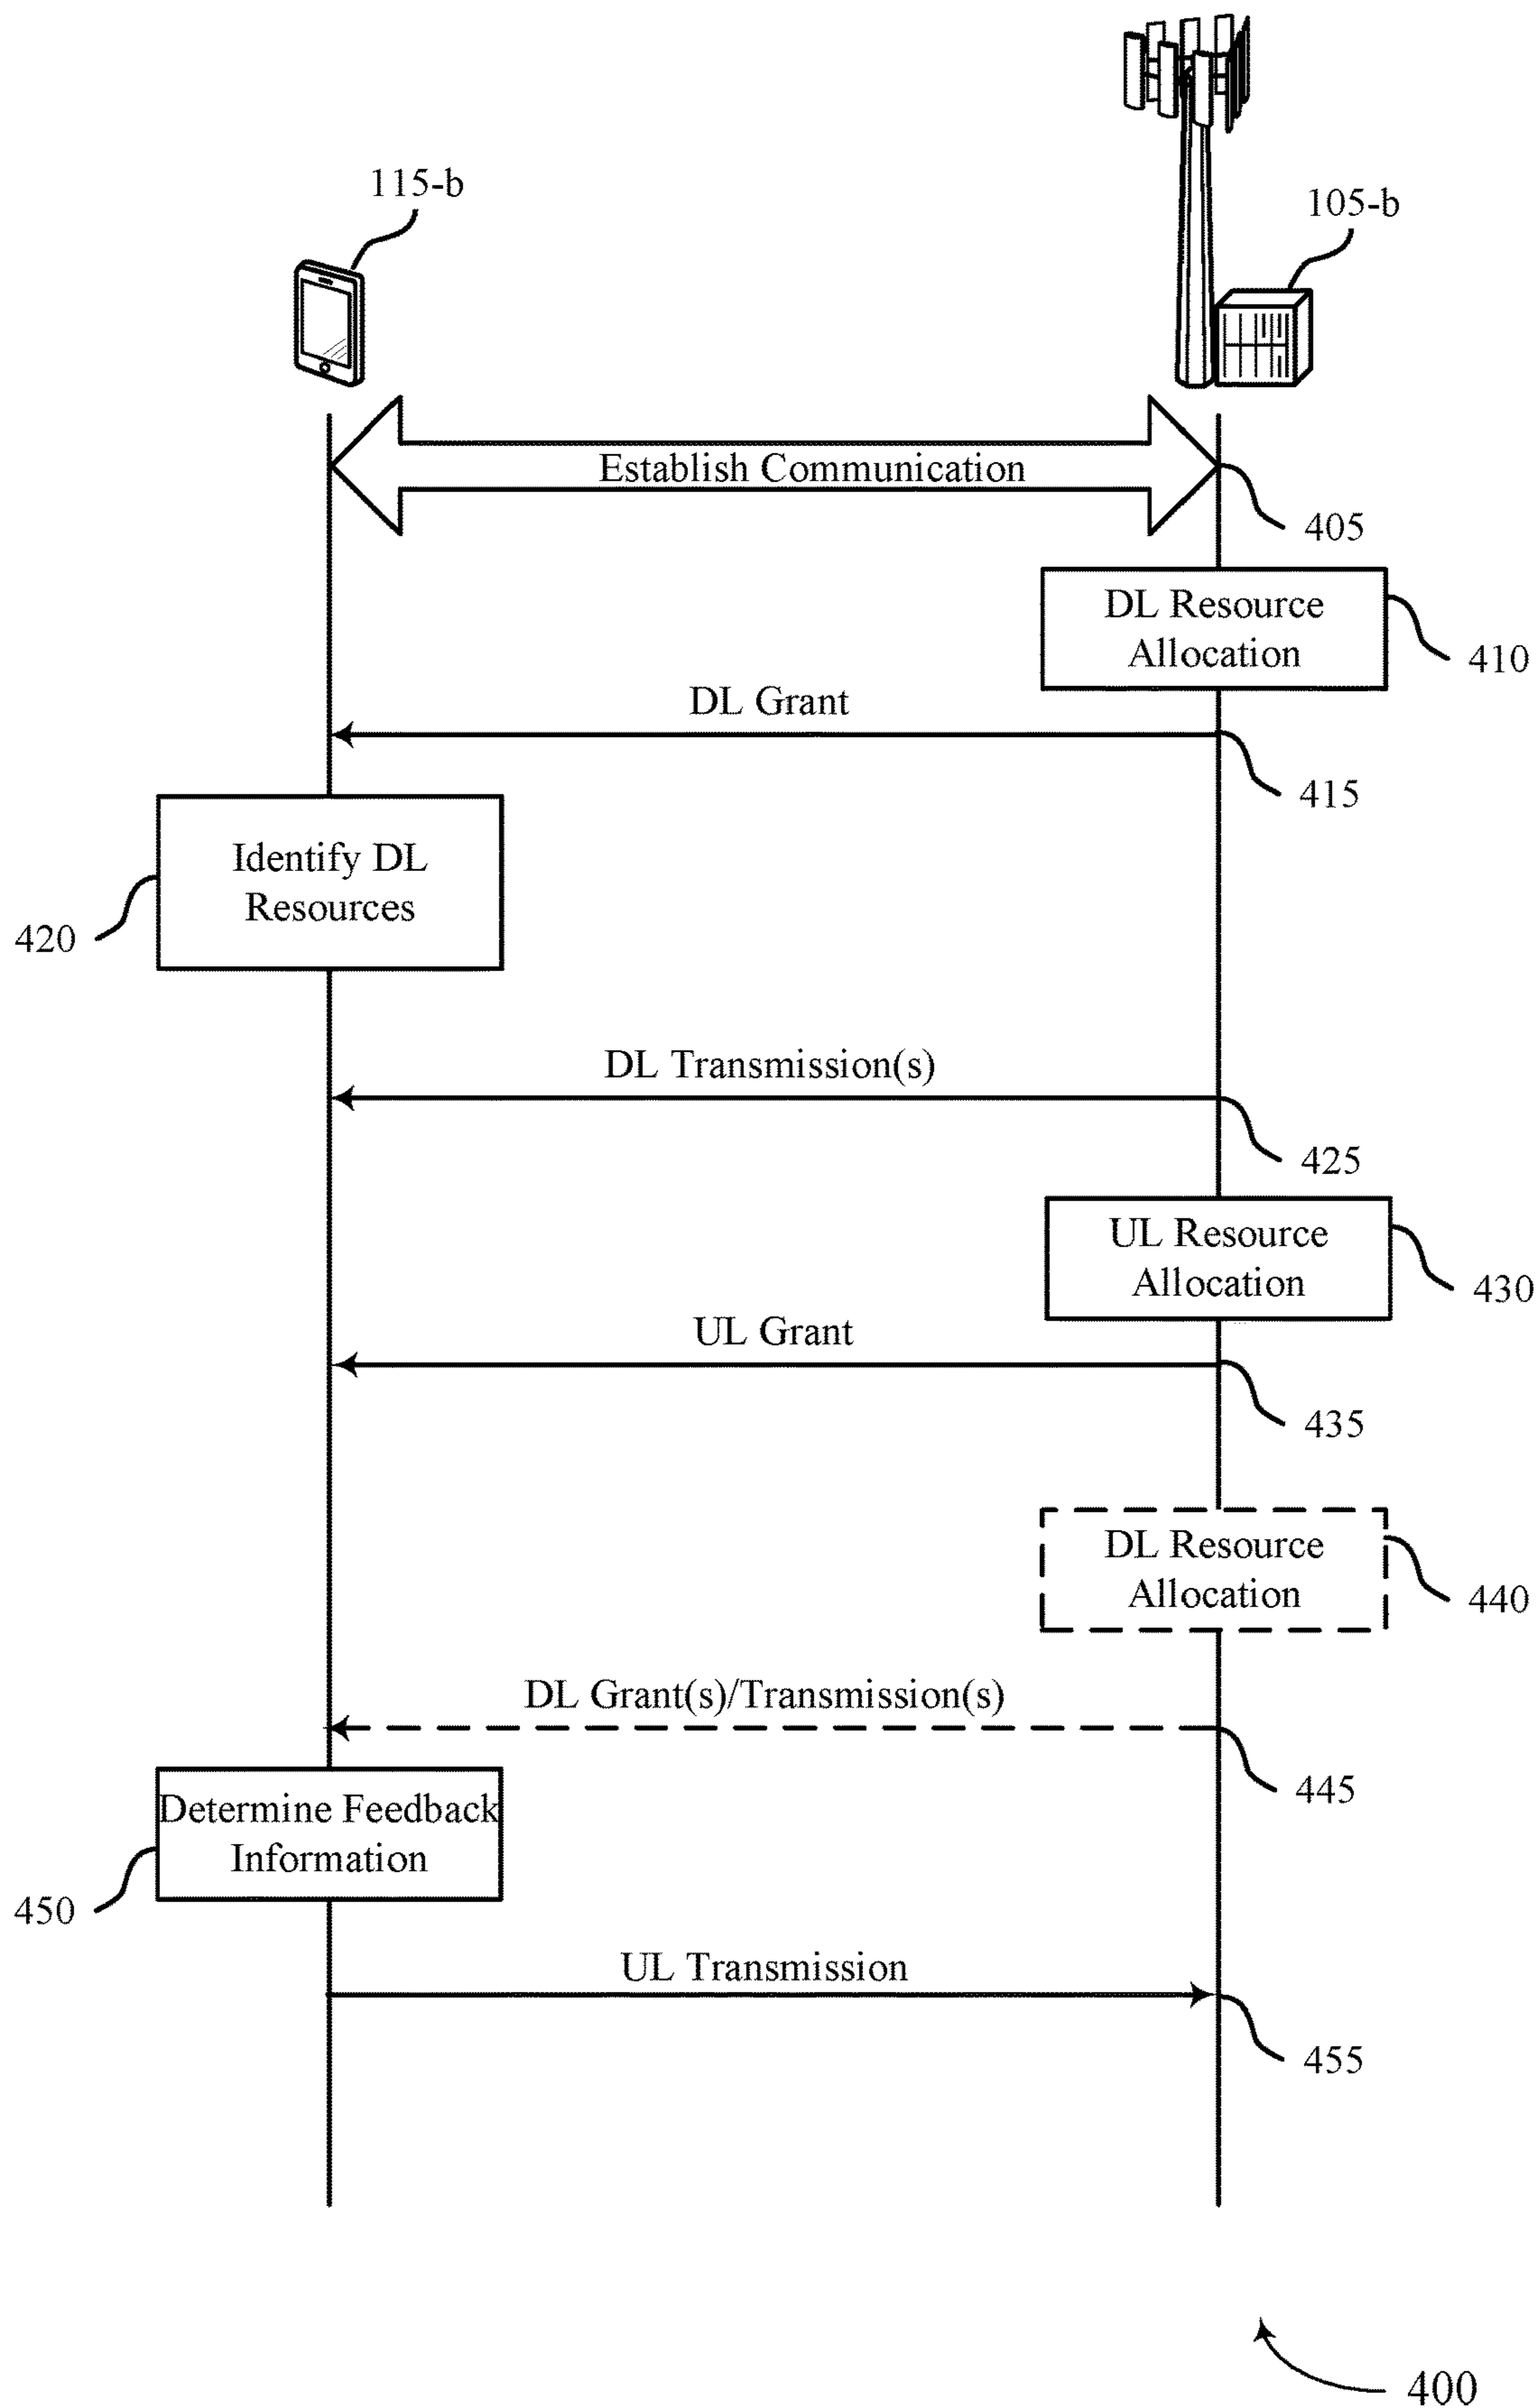 115-b
105-b
Establish Communication
405
DL Resource
Allocation
410
DL Grant
415
Identify DL
Resources
420
DL Transmission(s)
425
UL Resource
Allocation
430
UL Grant
435
DL Resource
Allocation
440
DL Grant(s)/Transmission(s)
445
Determine Feedback
Information
450
UL Transmission
455
400